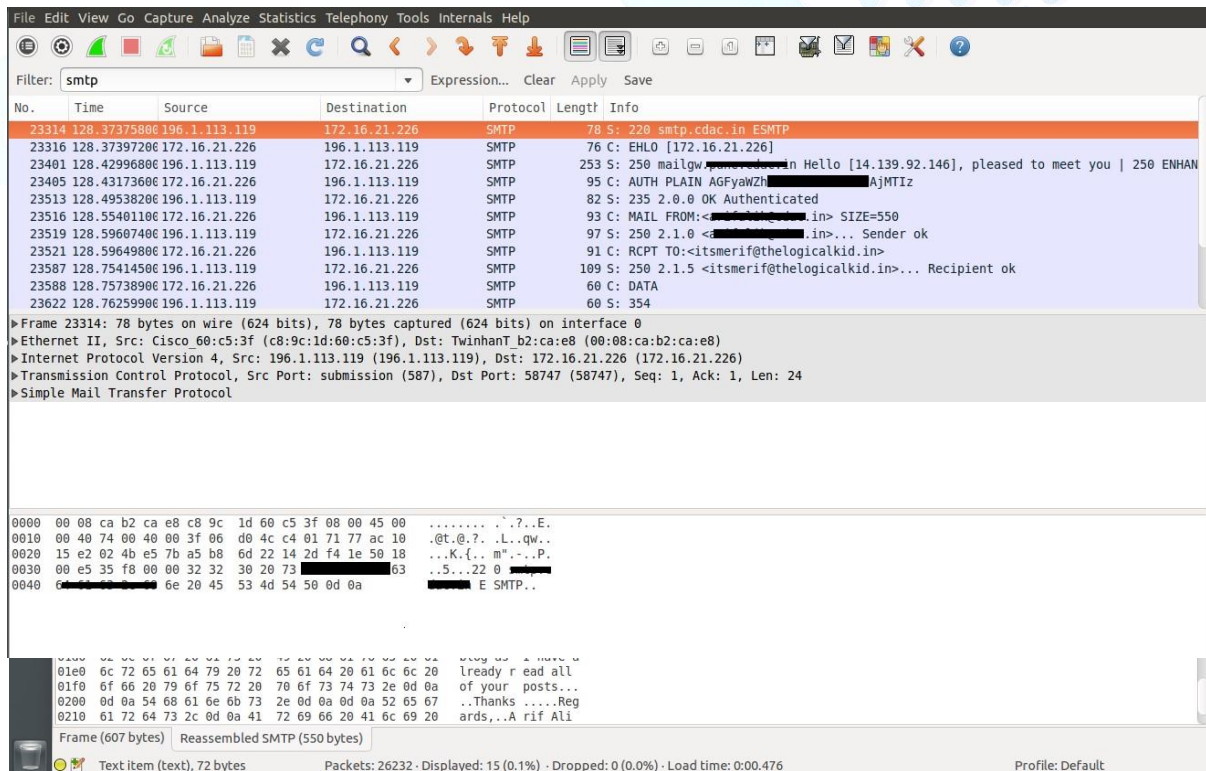 File Edit View Go Capture Analyze Statistics Telephony Tools Internals Help
Filter: smtp Expression... Clear Apply Save
No. Time Source Destination Protocol Length Info
23314 128.37375800 196.1.113.119 172.16.21.226 SMTP 78 S: 220 smtp.cdac.in ESMTP
23316 128.37397200 172.16.21.226 196.1.113.119 SMTP 76 C: EHLO [172.16.21.226]
23401 128.42996800 196.1.113.119 172.16.21.226 SMTP 253 S: 250 mailgw. in Hello [14.139.92.146], pleased to meet you | 250 ENHAN
23405 128.43173600 172.16.21.226 196.1.113.119 SMTP 95 C: AUTH PLAIN AGFyaWZh AjMTIz
23513 128.49538200 196.1.113.119 172.16.21.226 SMTP 82 S: 235 2.0.0 OK Authenticated
23516 128.55401100 172.16.21.226 196.1.113.119 SMTP 93 C: MAIL FROM:< .in> SIZE=550
23519 128.59607400 196.1.113.119 172.16.21.226 SMTP 97 S: 250 2.1.0 < .in>... Sender ok
23521 128.59649800 172.16.21.226 196.1.113.119 SMTP 91 C: RCPT TO:<itsmerif@thelogicalkid.in>
23587 128.75414500 196.1.113.119 172.16.21.226 SMTP 109 S: 250 2.1.5 <itsmerif@thelogicalkid.in>... Recipient ok
23588 128.75738900 172.16.21.226 196.1.113.119 SMTP 60 C: DATA
23622 128.76259900 196.1.113.119 172.16.21.226 SMTP 60 S: 354
Frame 23314: 78 bytes on wire (624 bits), 78 bytes captured (624 bits) on interface 0
Ethernet II, Src: Cisco_60:c5:3f (c8:9c:1d:60:c5:3f), Dst: TwinhanT_b2:ca:e8 (00:08:ca:b2:ca:e8)
Internet Protocol Version 4, Src: 196.1.113.119 (196.1.113.119), Dst: 172.16.21.226 (172.16.21.226)
Transmission Control Protocol, Src Port: submission (587), Dst Port: 58747 (58747), Seq: 1, Ack: 1, Len: 24
Simple Mail Transfer Protocol
0000 00 08 ca b2 ca e8 c8 9c 1d 60 c5 3f 08 00 45 00 ........ .`.?..E.
0010 00 40 74 00 40 00 3f 06 d0 4c c4 01 71 77 ac 10 .@t.@.?. .L..qw..
0020 15 e2 02 4b e5 7b a5 b8 6d 22 14 2d f4 1e 50 18 ...K.{.. m".-..P.
0030 00 e5 35 f8 00 00 32 32 30 20 73 63 ..5...22 0
0040 6e 20 45 53 4d 54 50 0d 0a E SMTP..
01e0 6c 72 65 61 64 79 20 72 65 61 64 20 61 6c 6c 20 lready r ead all
01f0 6f 66 20 79 6f 75 72 20 70 6f 73 74 73 2e 0d 0a of your posts...
0200 0d 0a 54 68 61 6e 6b 73 2e 0d 0a 0d 0a 52 65 67 ..Thanks .....Reg
0210 61 72 64 73 2c 0d 0a 41 72 69 66 20 41 6c 69 20 ards,..A rif Ali
Frame (607 bytes) Reassembled SMTP (550 bytes)
Text item (text), 72 bytes Packets: 26232 · Displayed: 15 (0.1%) · Dropped: 0 (0.0%) · Load time: 0:00.476 Profile: Default